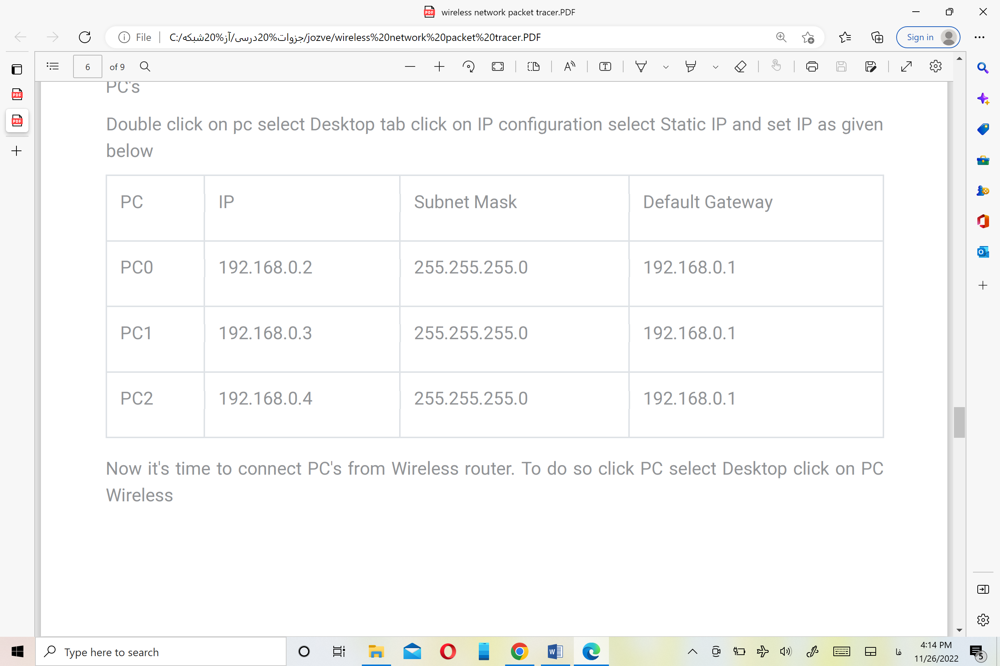 wireless network packet tracer.PDF
File
C:/جزوات%20درسی/آز%20شبکه/jozve/wireless%20network%20packet%20tracer.PDF
Sign in
6 of 9
PC's
Double click on pc select Desktop tab click on IP configuration select Static IP and set IP as given
below
PC IP Subnet Mask Default Gateway
PC0 192.168.0.2 255.255.255.0 192.168.0.1
PC1 192.168.0.3 255.255.255.0 192.168.0.1
PC2 192.168.0.4 255.255.255.0 192.168.0.1
Now it's time to connect PC's from Wireless router. To do so click PC select Desktop click on PC
Wireless
Type here to search
فا
4:14 PM
11/26/2022
5